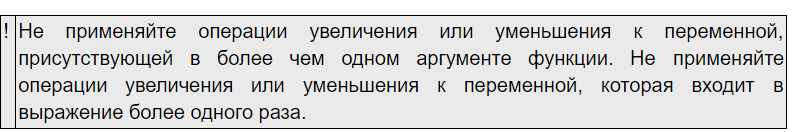 ! Не применяйте операции увеличения или уменьшения к переменной,
присутствующей в более чем одном аргументе функции. Не применяйте
операции увеличения или уменьшения к переменной, которая входит в
выражение более одного раза.